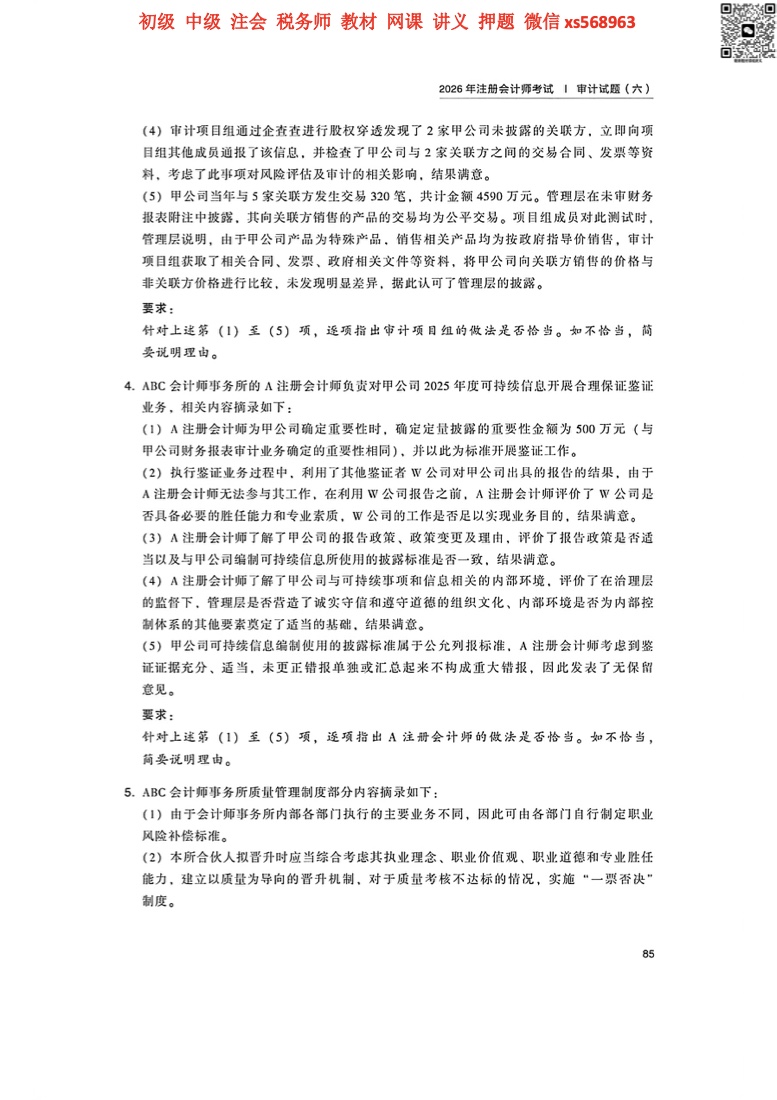 初级 中级 注会 税务师 教材 网课 讲义 押题 微信 xs568963
2026 年注册会计师考试 | 审计试题(六)
(4) 审计项目组通过企查查进行股权穿透发现了 2 家甲公司未披露的关联方，立即向项
目组其他成员通报了该信息，并检查了甲公司与 2 家关联方之间的交易合同、发票等资
料，考虑了此事项对风险评估及审计的相关影响，结果满意。
(5) 甲公司当年与 5 家关联方发生交易 320 笔，共计金额 4590 万元。管理层在未审财务
报表附注中披露，其向关联方销售的产品的交易均为公平交易。项目组成员对此测试时，
管理层说明，由于甲公司产品为特殊产品，销售相关产品均为按政府指导价销售，审计
项目组获取了相关合同、发票、政府相关文件等资料，将甲公司向关联方销售的价格与
非关联方价格进行比较，未发现明显差异，据此认可了管理层的披露。
要求：
针对上述第 (1) 至 (5) 项，逐项指出审计项目组的做法是否恰当。如不恰当，简
要说明理由。
4. ABC 会计师事务所的 A 注册会计师负责对甲公司 2025 年度可持续信息开展合理保证鉴证
业务，相关内容摘录如下：
(1) A 注册会计师为甲公司确定重要性时，确定定量披露的重要性金额为 500 万元（与
甲公司财务报表审计业务确定的重要性相同），并以此为标准开展鉴证工作。
(2) 执行鉴证业务过程中，利用了其他鉴证者 W 公司对甲公司出具的报告的结果，由于
A 注册会计师无法参与其工作，在利用 W 公司报告之前，A 注册会计师评价了 W 公司是
否具备必要的胜任能力和专业素质，W 公司的工作是否足以实现业务目的，结果满意。
(3) A 注册会计师了解了甲公司的报告政策、政策变更及理由，评价了报告政策是否适
当以及与甲公司编制可持续信息所使用的披露标准是否一致，结果满意。
(4) A 注册会计师了解了甲公司与可持续事项和信息相关的内部环境，评价了在治理层
的监督下，管理层是否营造了诚实守信和遵守道德的组织文化、内部环境是否为内部控
制体系的其他要素奠定了适当的基础，结果满意。
(5) 甲公司可持续信息编制使用的披露标准属于公允列报标准，A 注册会计师考虑到鉴
证证据充分、适当，未更正错报单独或汇总起来不构成重大错报，因此发表了无保留
意见。
要求：
针对上述第 (1) 至 (5) 项，逐项指出 A 注册会计师的做法是否恰当。如不恰当，
简要说明理由。
5. ABC 会计师事务所质量管理制度部分内容摘录如下：
(1) 由于会计师事务所内部各部门执行的主要业务不同，因此可由各部门自行制定职业
风险补偿标准。
(2) 本所合伙人拟晋升时应当综合考虑其执业理念、职业价值观、职业道德和专业胜任
能力，建立以质量为导向的晋升机制，对于质量考核不达标的情况，实施“一票否决”
制度。
85